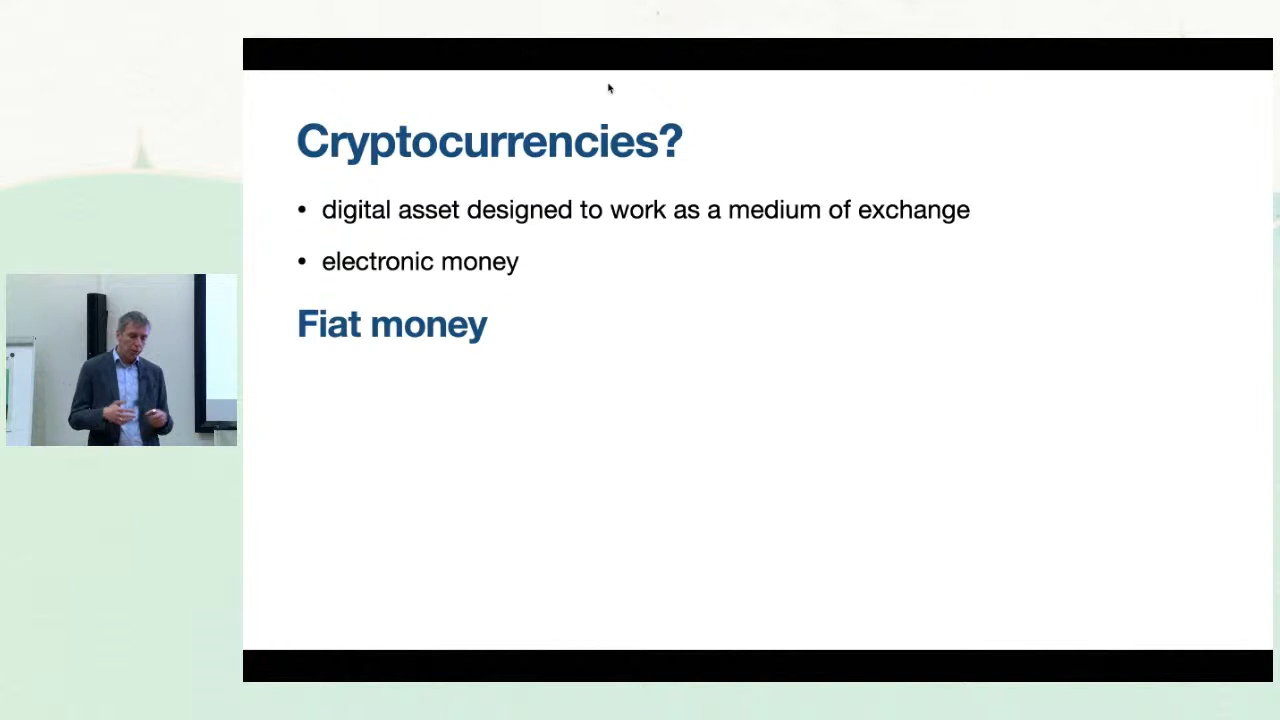 Cryptocurrencies?
• digital asset designed to work as a medium of exchange
• electronic money
Fiat money